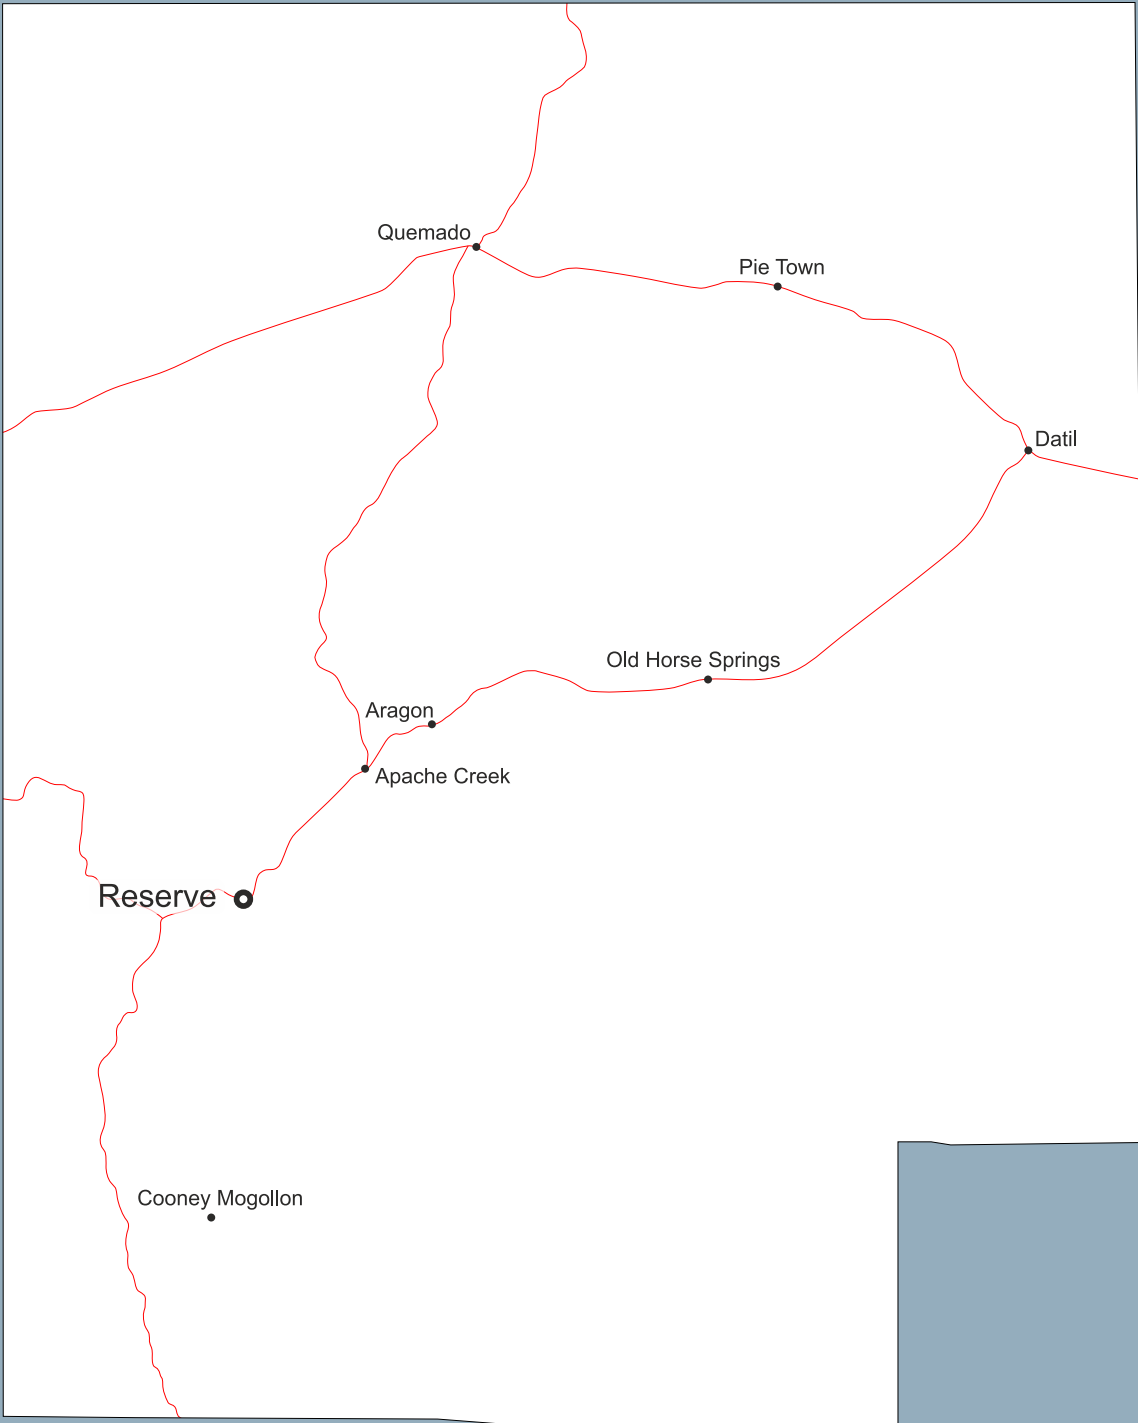 Quemado
Pie Town
Datil
Old Horse Springs
Aragon
Apache Creek
Reserve
Cooney Mogollon